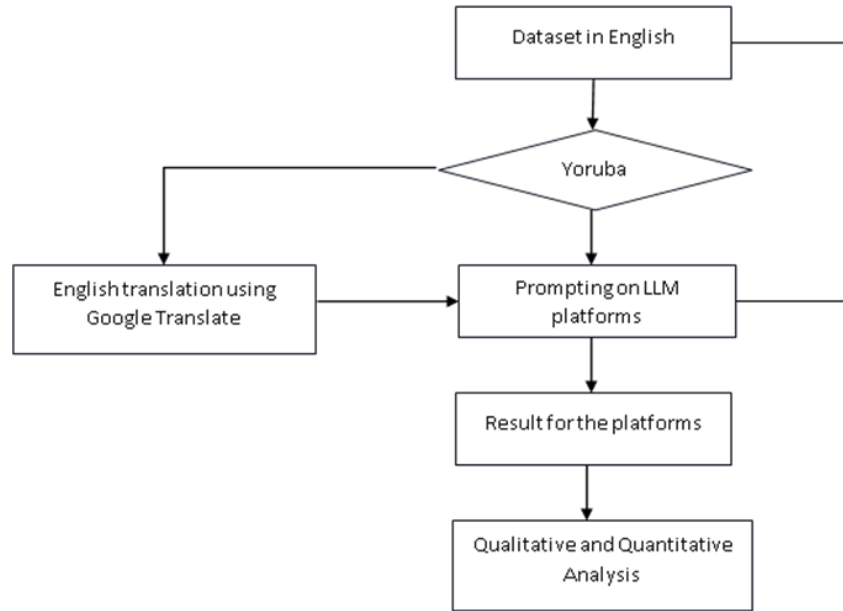 Dataset in English
Yoruba
English translation using
Google Translate
Prompting on LLM
platforms
Result for the platforms
Qualitative and Quantitative
Analysis